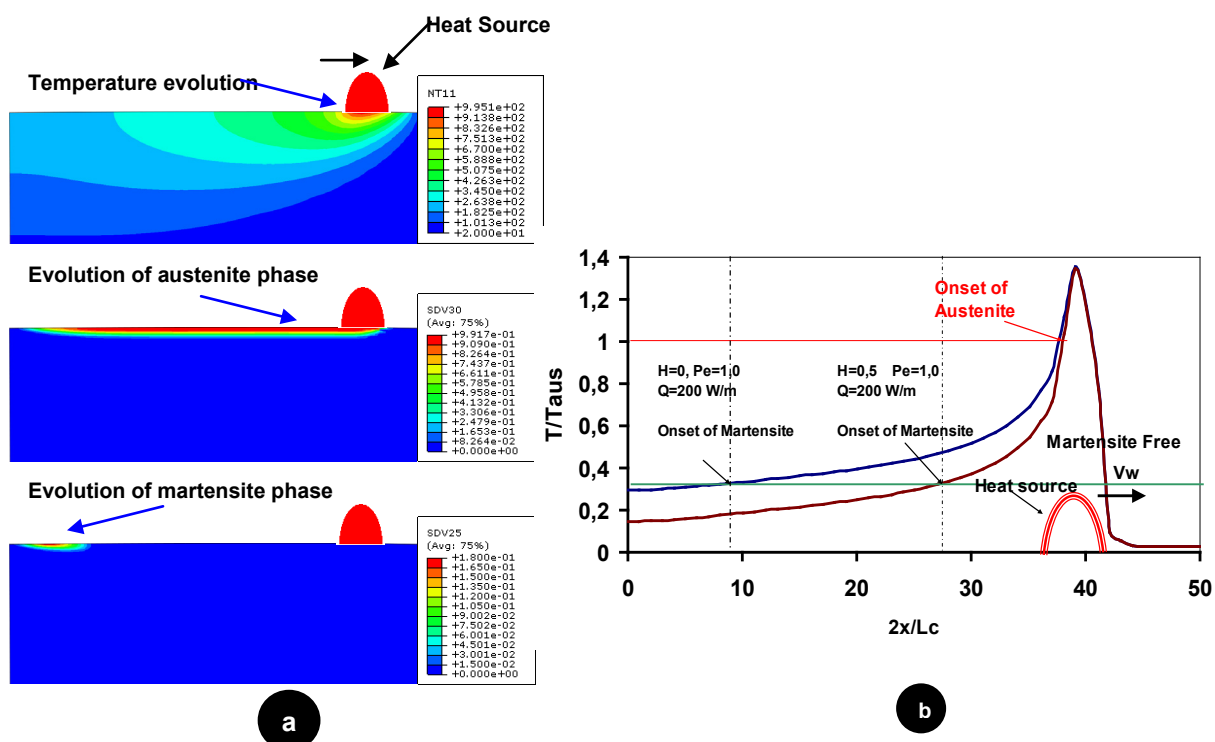 Heat Source
Temperature evolution
NT11
+9.951e+02
+9.138e+02
+8.326e+02
+7.513e+02
+6.700e+02
+5.888e+02
+5.075e+02
+4.263e+02
+3.450e+02
+2.638e+02
+1.825e+02
+1.013e+02
+2.000e+01
Evolution of austenite phase
SDV30
(Avg: 75%)
+9.917e-01
+9.090e-01
+8.264e-01
+7.437e-01
+6.611e-01
+5.785e-01
+4.958e-01
+4.132e-01
+3.306e-01
+2.479e-01
+1.653e-01
+8.264e-02
+0.000e+00
Evolution of martensite phase
SDV25
(Avg: 75%)
+1.800e-01
+1.650e-01
+1.500e-01
+1.350e-01
+1.200e-01
+1.050e-01
+9.002e-02
+7.502e-02
+6.001e-02
+4.501e-02
+3.001e-02
+1.500e-02
+0.000e+00
a
T/Taus
1,4
1,2
1
0,8
0,6
0,4
0,2
0
Onset of
Austenite
H=0, Pe=1,0
Q=200 W/m
Onset of Martensite
H=0,5 Pe=1,0
Q=200 W/m
Onset of Martensite
Martensite Free
Vw
Heat source
0 10 20 30 40 50
2x/Lc
b